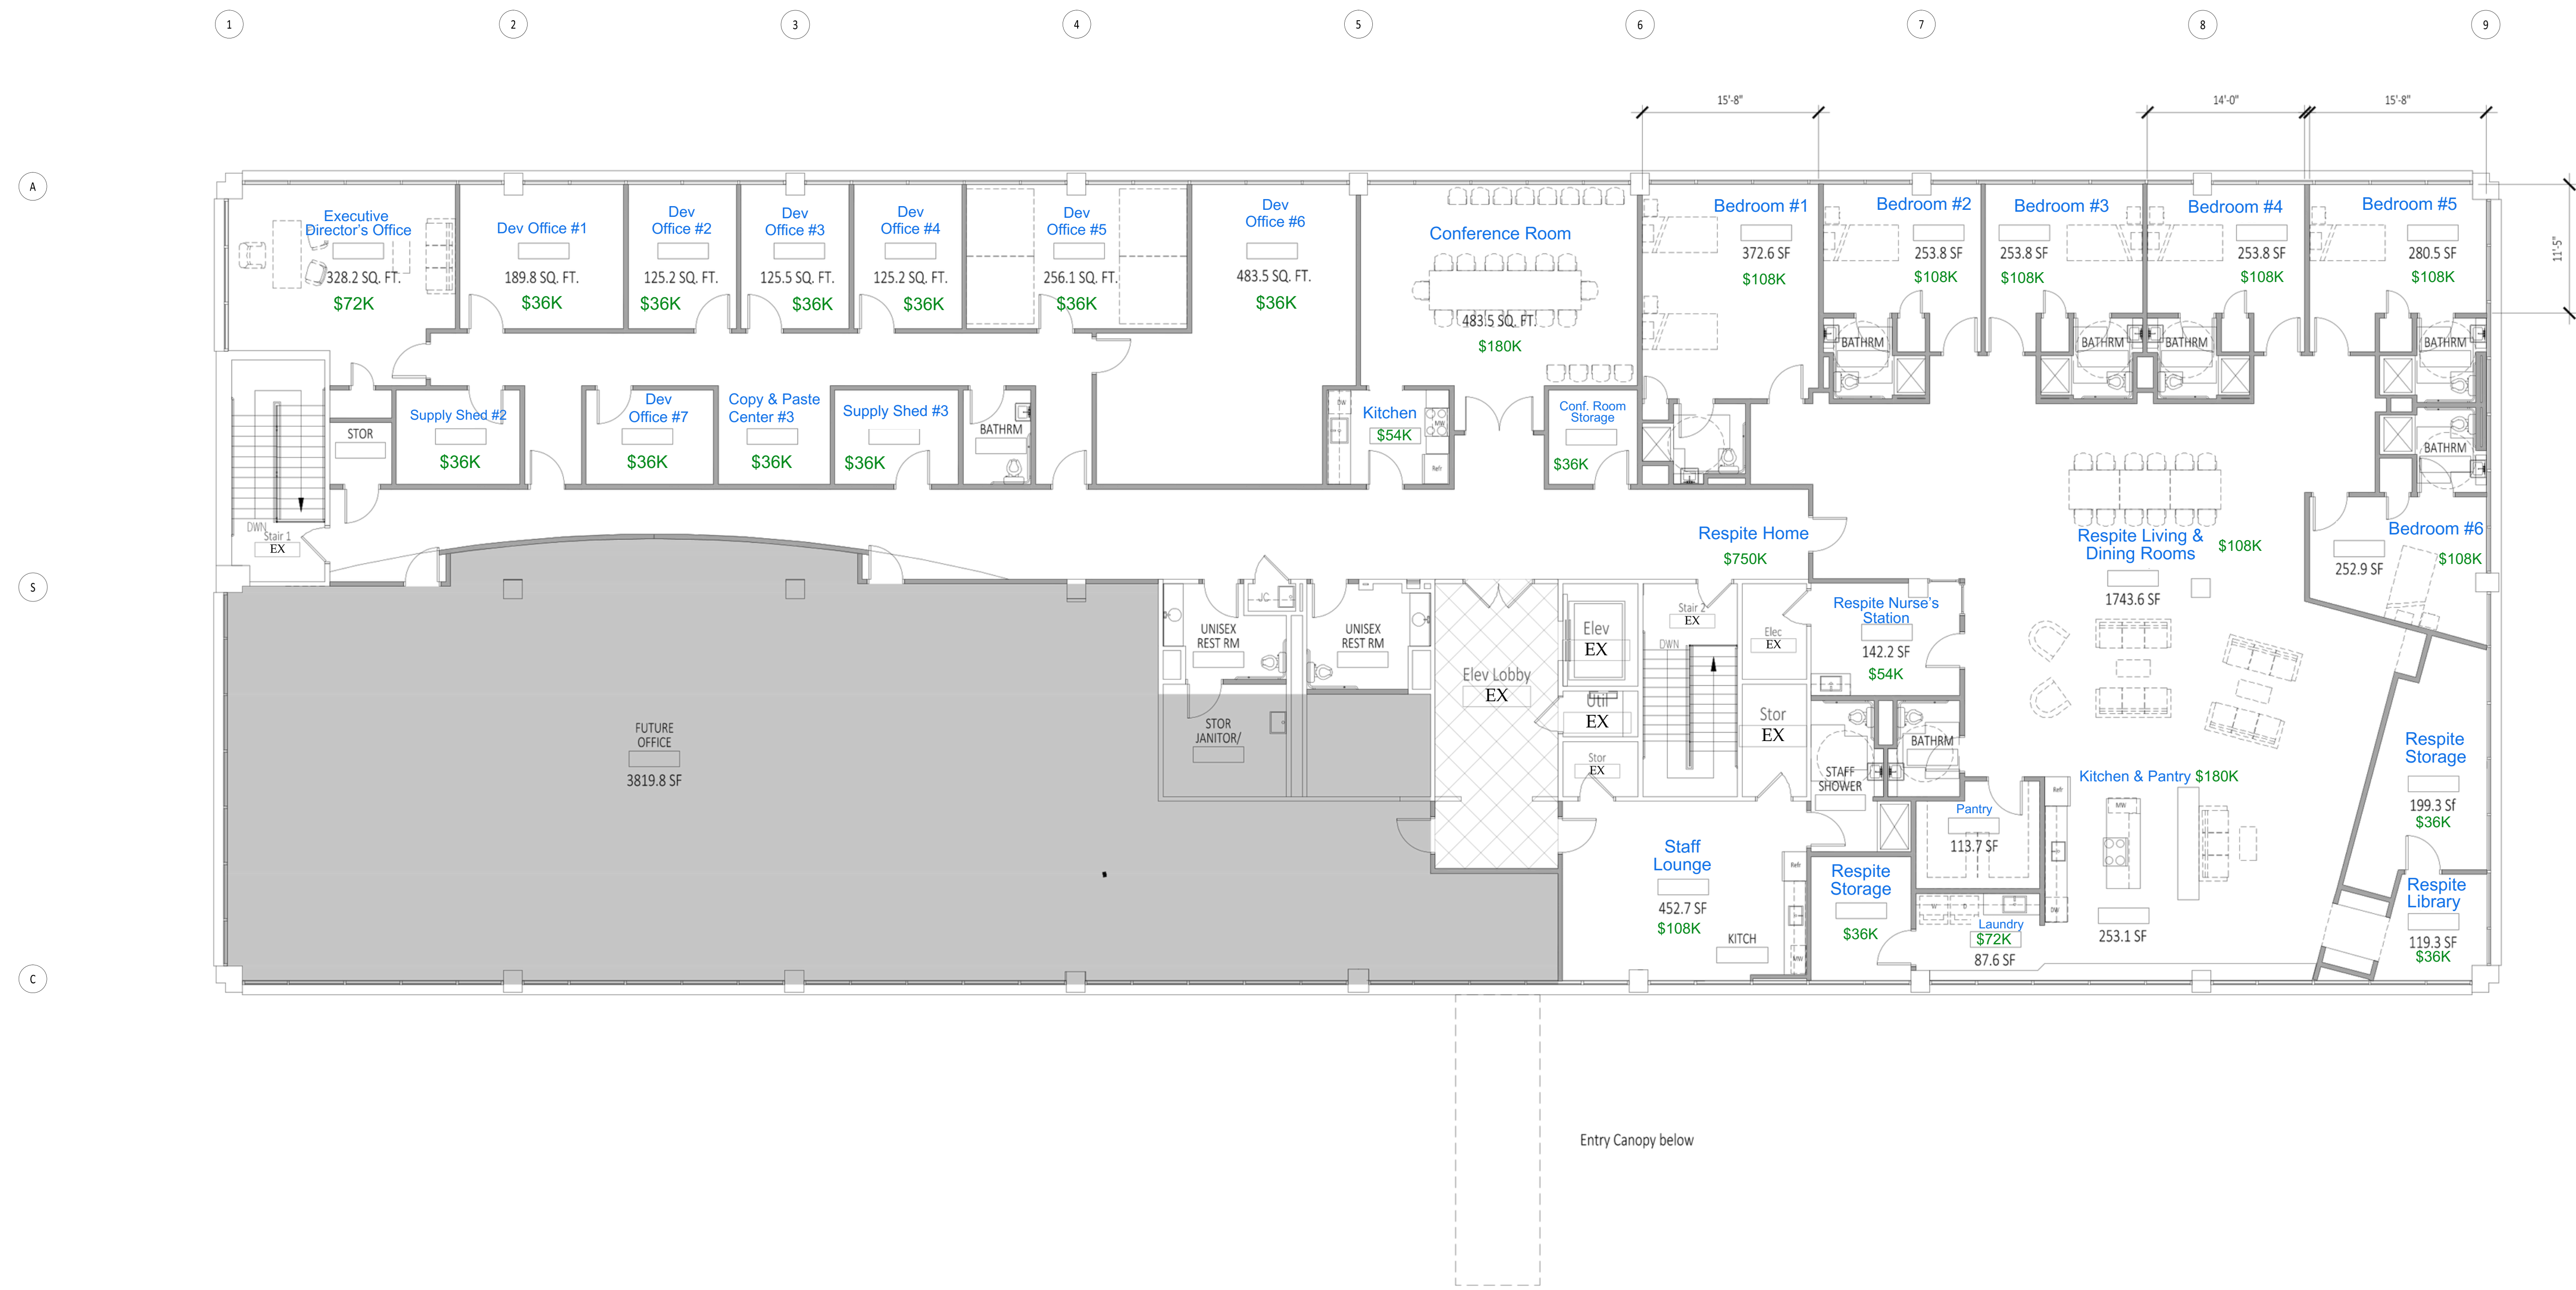 1
2
3
4
5
6
7
8
9
15'-8"
14'-0"
15'-8"
11'-5"
A
S
C
Executive
Director's Office
328.2 SQ. FT.
$72K
Dev Office #1
189.8 SQ. FT.
$36K
Dev
Office #2
125.2 SQ. FT.
$36K
Dev
Office #3
125.5 SQ. FT.
$36K
Dev
Office #4
125.2 SQ. FT.
$36K
Dev
Office #5
256.1 SQ. FT.
$36K
Dev
Office #6
483.5 SQ. FT.
$36K
Conference Room
483.5 SQ. FT.
$180K
Bedroom #1
372.6 SF
$108K
Bedroom #2
253.8 SF
$108K
BATHRM
Bedroom #3
253.8 SF
$108K
BATHRM
Bedroom #4
253.8 SF
$108K
BATHRM
Bedroom #5
280.5 SF
$108K
BATHRM
BATHRM
STOR
Supply Shed #2
$36K
Dev
Office #7
$36K
Copy & Paste
Center #3
$36K
Supply Shed #3
$36K
BATHRM
Kitchen
$54K
DW
MW
Refr
Conf. Room
Storage
$36K
DWN
Stair 1
EX
Respite Home
$750K
Respite Living &
Dining Rooms
$108K
1743.6 SF
Bedroom #6
$108K
252.9 SF
FUTURE
OFFICE
3819.8 SF
UNISEX
REST RM
JC
UNISEX
REST RM
STOR
JANITOR/
Elev Lobby
EX
Elev
EX
Util
EX
Stor
EX
Stair 2
EX
DWN
Elec
EX
Stor
EX
Respite Nurse's
Station
142.2 SF
$54K
STAFF
SHOWER
BATHRM
Respite
Storage
199.3 Sf
$36K
Kitchen & Pantry $180K
Refr
MW
DW
253.1 SF
Pantry
113.7 SF
Staff
Lounge
452.7 SF
$108K
Refr
KITCH
MW
Respite
Storage
$36K
W
D
Laundry
$72K
87.6 SF
Respite
Library
119.3 SF
$36K
Entry Canopy below